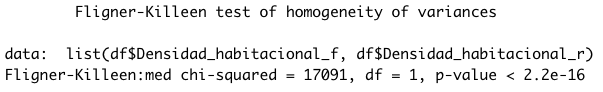 Fligner-Killeen test of homogeneity of variances
data:  list(df$Densidad_habitacional_f, df$Densidad_habitacional_r)
Fligner-Killeen:med chi-squared = 17091, df = 1, p-value < 2.2e-16